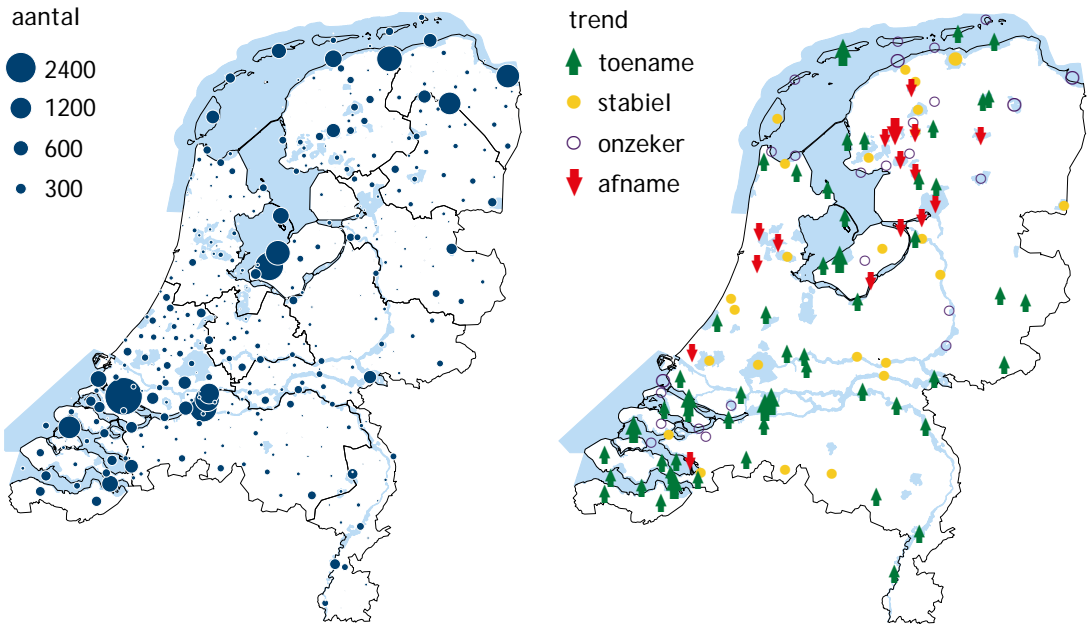 aantal
2400
1200
600
300
trend
toename
stabiel
onzeker
afname